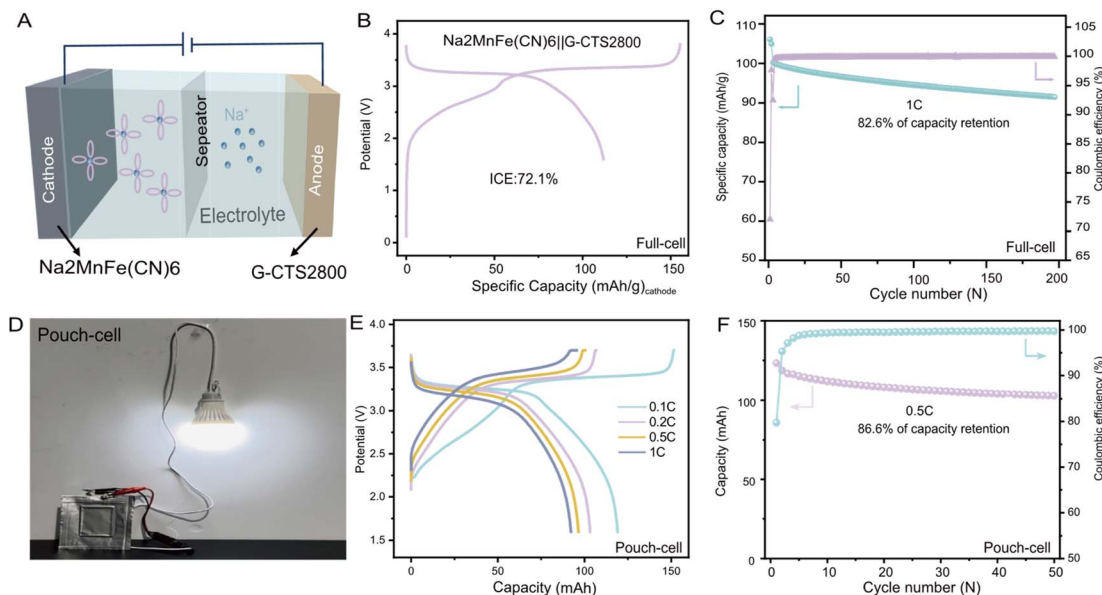 A
Cathode
Sepeator
Na⁺
Electrolyte
Anode
Na2MnFe(CN)6
G-CTS2800
B
Potential (V)
4
3
2
1
0
Na2MnFe(CN)6||G-CTS2800
ICE:72.1%
Full-cell
0 50 100 150
Specific Capacity (mAh/g)cathode
C
Specific capacity (mAh/g)
110
100
90
80
70
60
50
1C
82.6% of capacity retention
Full-cell
105
100
95
90
85
80
75
70
65
Coulombic efficiency (%)
0 50 100 150 200
Cycle number (N)
D
Pouch-cell
E
Potential (V)
4.0
3.5
3.0
2.5
2.0
1.5
0.1C
0.2C
0.5C
1C
Pouch-cell
0 50 100 150
Capacity (mAh)
F
Capacity (mAh)
150
100
50
0
0.5C
86.6% of capacity retention
Pouch-cell
100
90
80
70
60
50
Coulombic efficiency (%)
0 10 20 30 40 50
Cycle number (N)